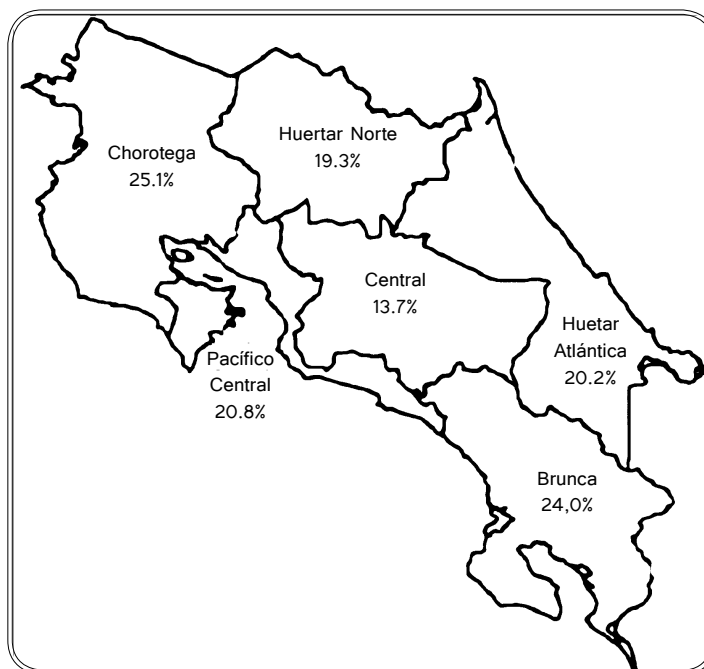 Chorotega
25.1%
Huertar Norte
19.3%
Central
13.7%
Huetar
Atlántica
20.2%
Pacífico
Central
20.8%
Brunca
24,0%